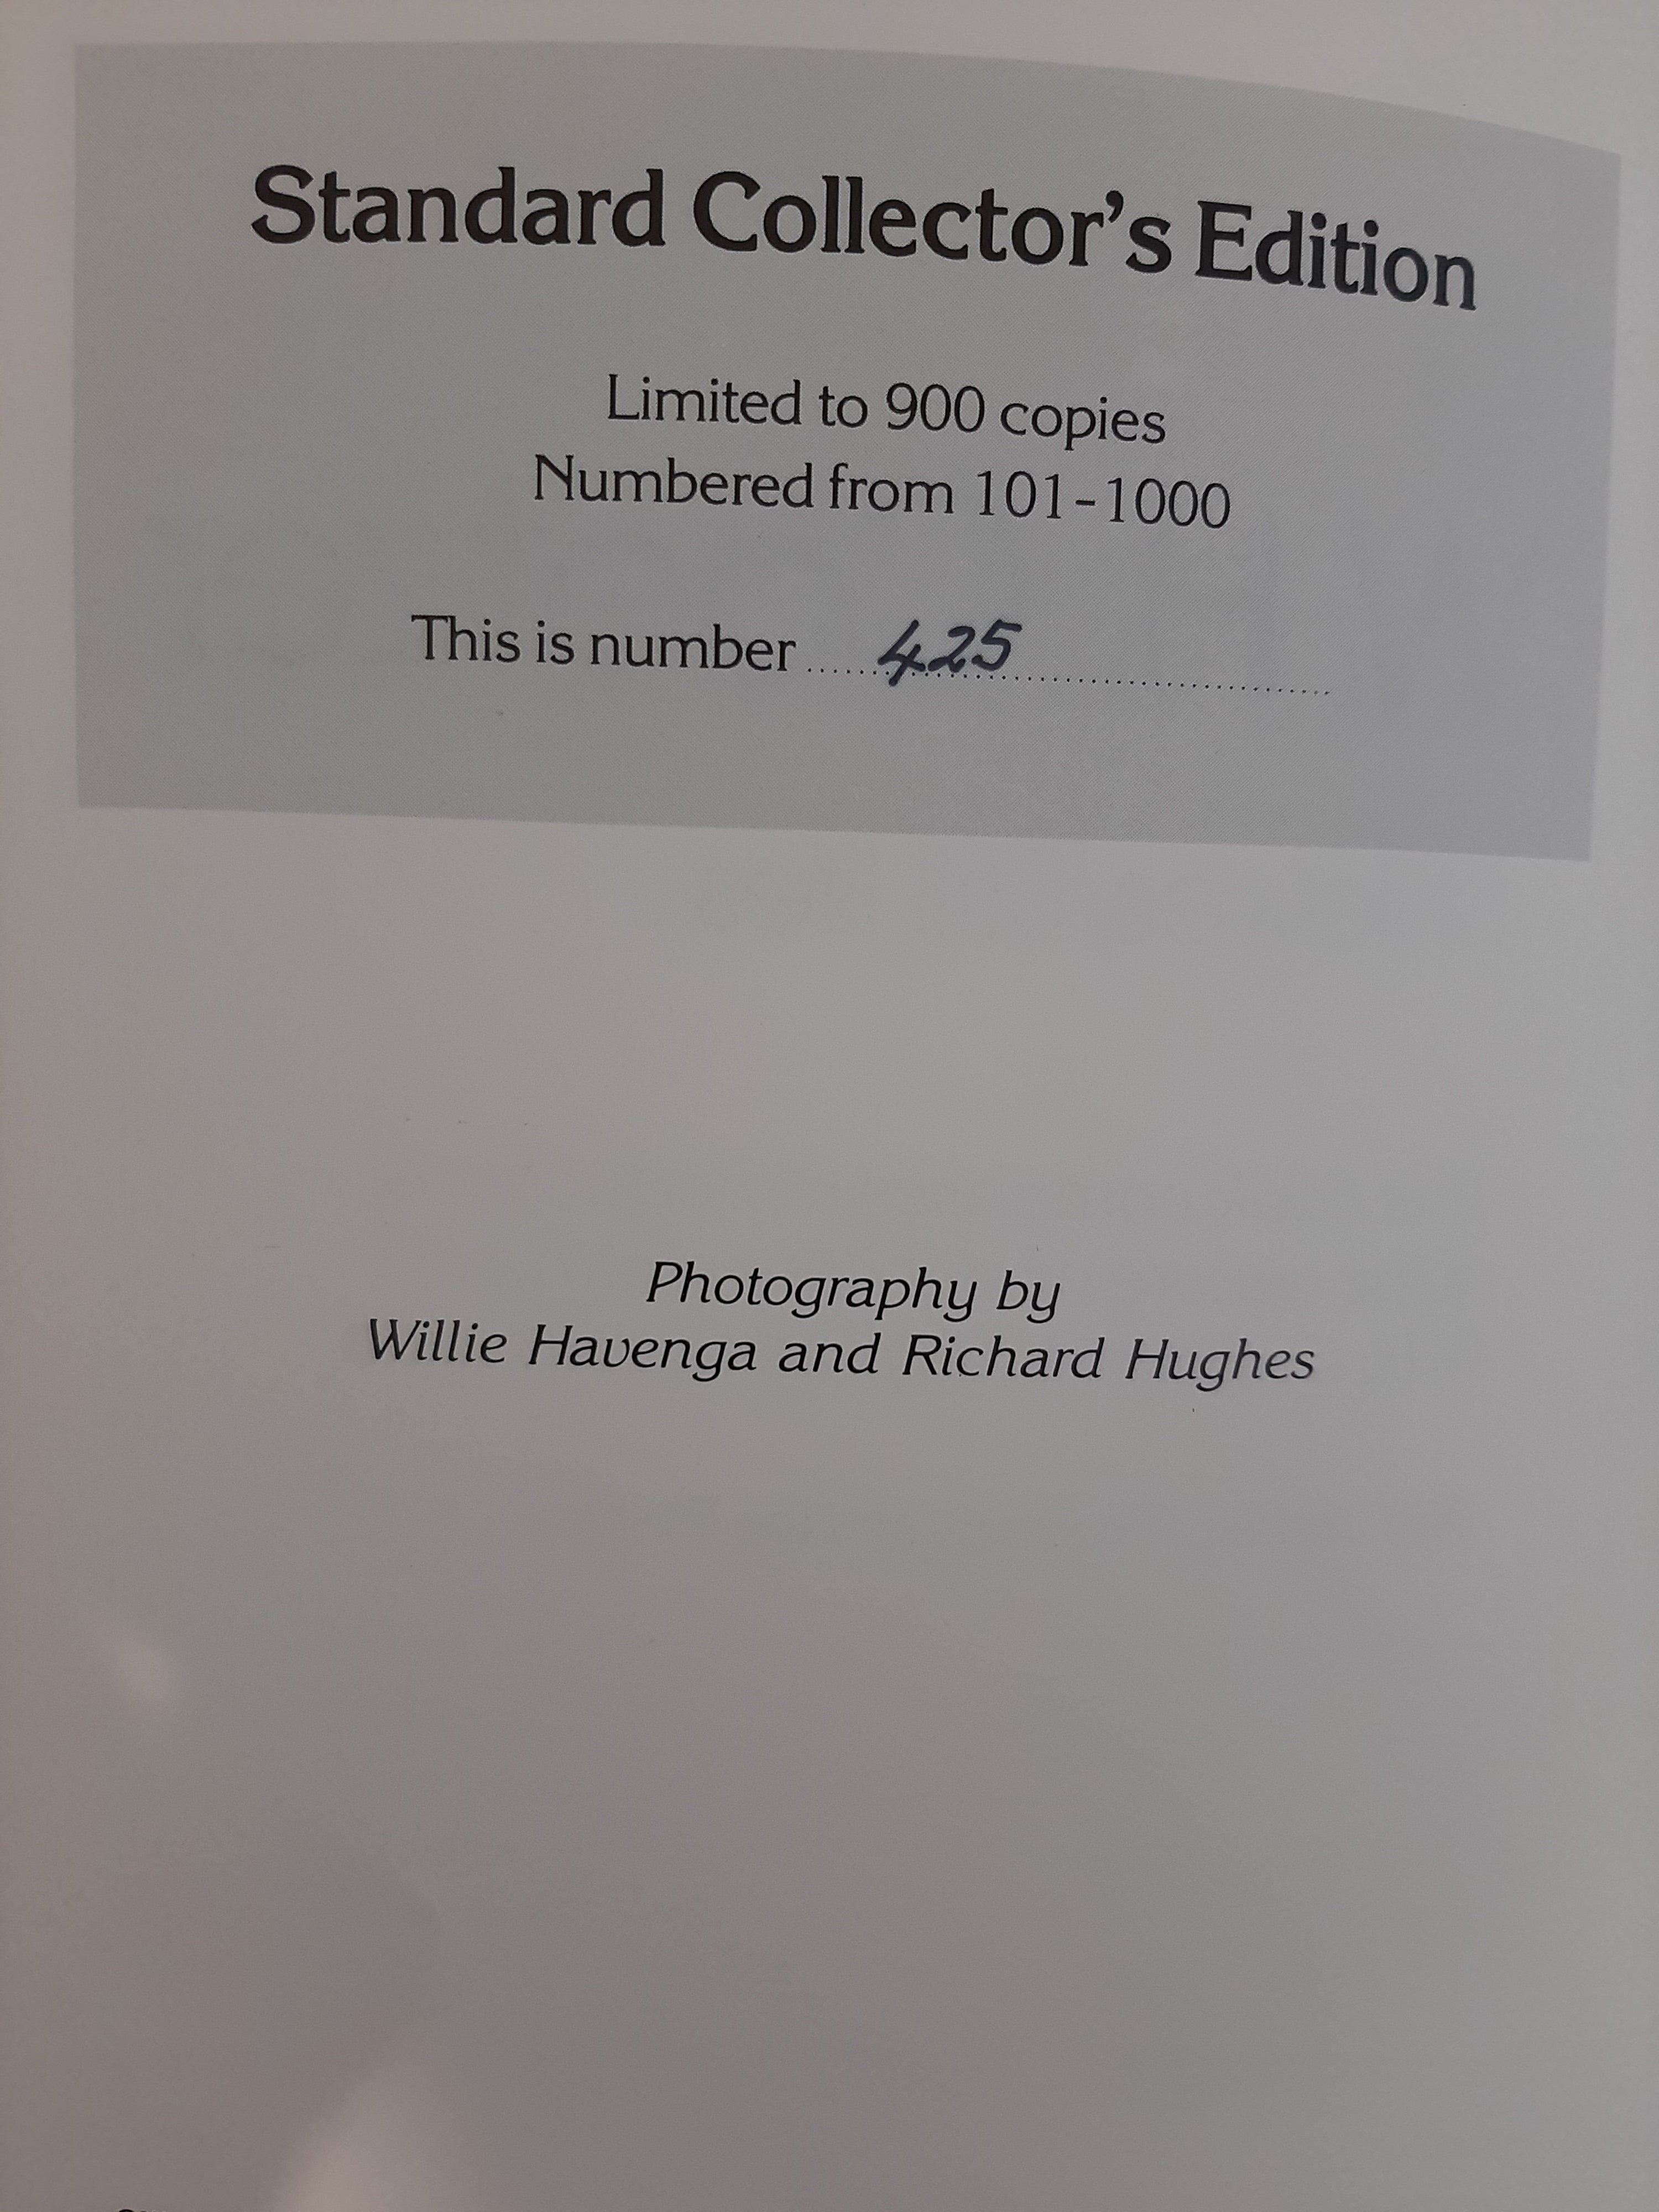 Standard Collector's Edition
Limited to 900 copies
Numbered from 101-1000
This is number ..... 425 ..............................
Photography by
Willie Havenga and Richard Hughes